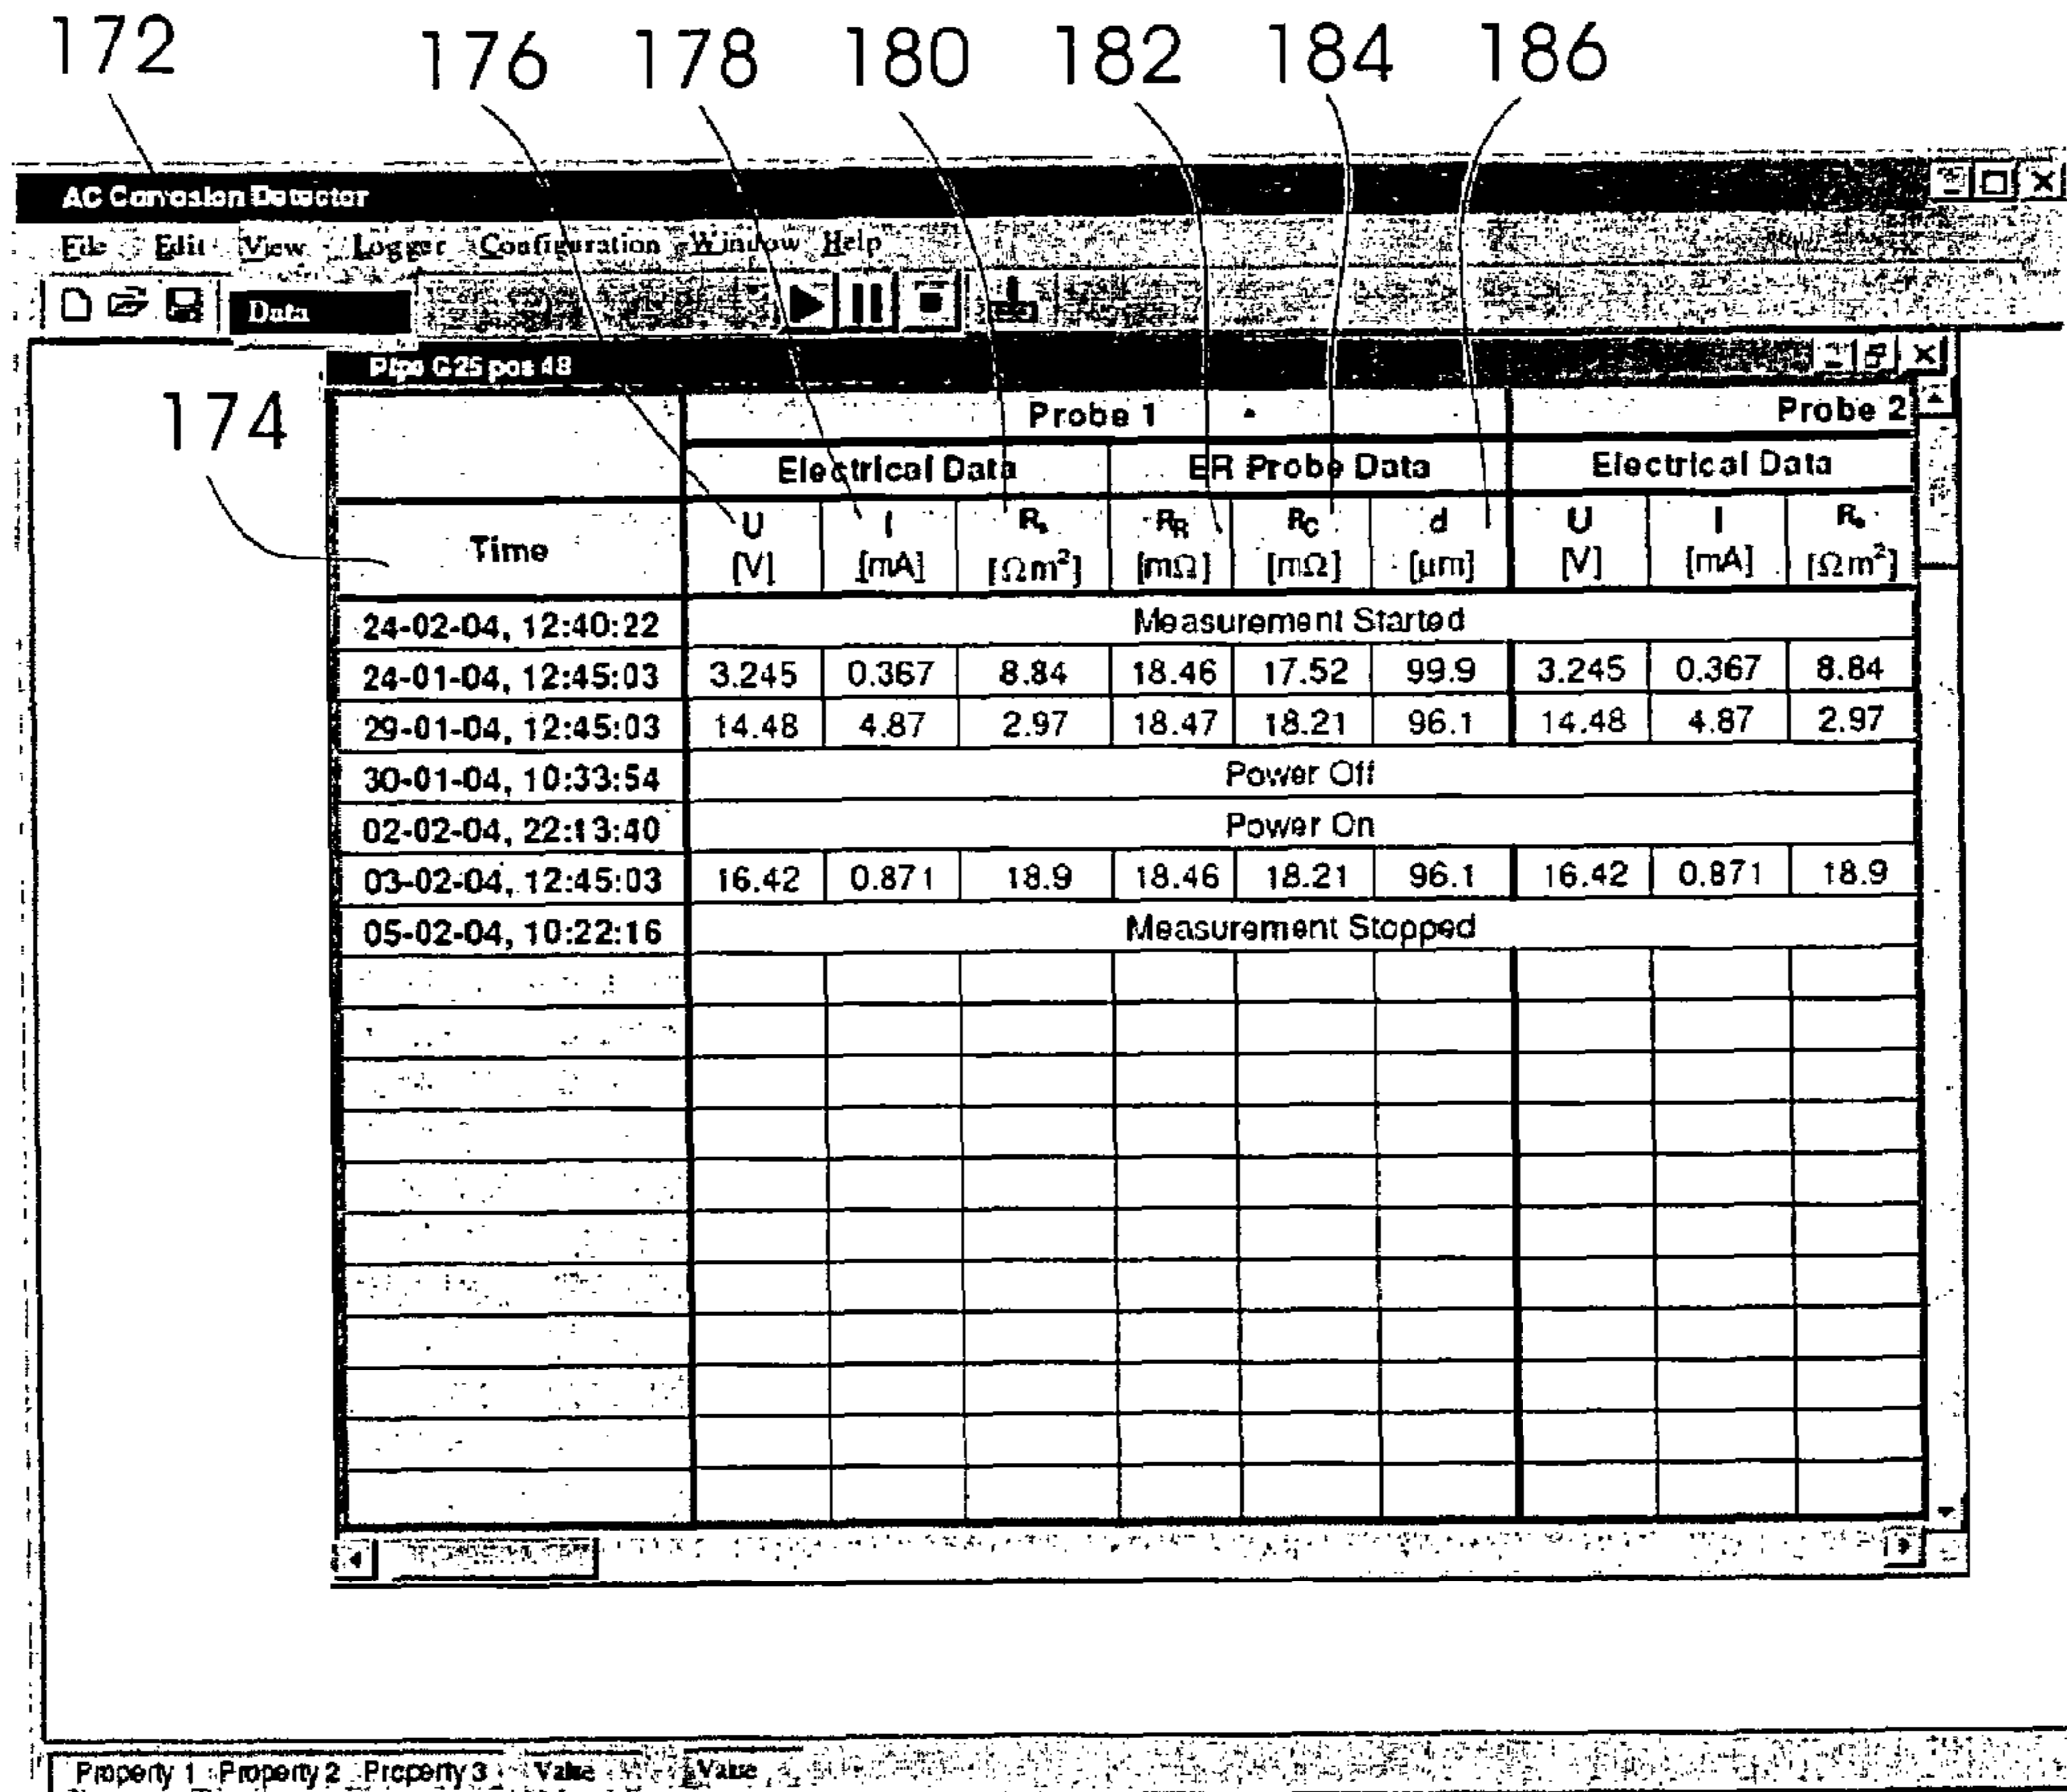 172 176 178 180 182 184 186
AC Corrosion Detector
File Edit View Logger Configuration Window Help
Data
Pipe G25 pos 48
174
Probe 1 Probe 2
Electrical Data ER Probe Data Electrical Data
Time U [V] I [mA] Rs [Ωm²] RR [mΩ] RC [mΩ] d [µm] U [V] I [mA] Rs [Ωm²]
24-02-04, 12:40:22 Measurement Started
24-01-04, 12:45:03 3.245 0.367 8.84 18.46 17.52 99.9 3.245 0.367 8.84
29-01-04, 12:45:03 14.48 4.87 2.97 18.47 18.21 96.1 14.48 4.87 2.97
30-01-04, 10:33:54 Power Off
02-02-04, 22:13:40 Power On
03-02-04, 12:45:03 16.42 0.871 18.9 18.46 18.21 96.1 16.42 0.871 18.9
05-02-04, 10:22:16 Measurement Stopped
Property 1 Property 2 Property 3 Value Value